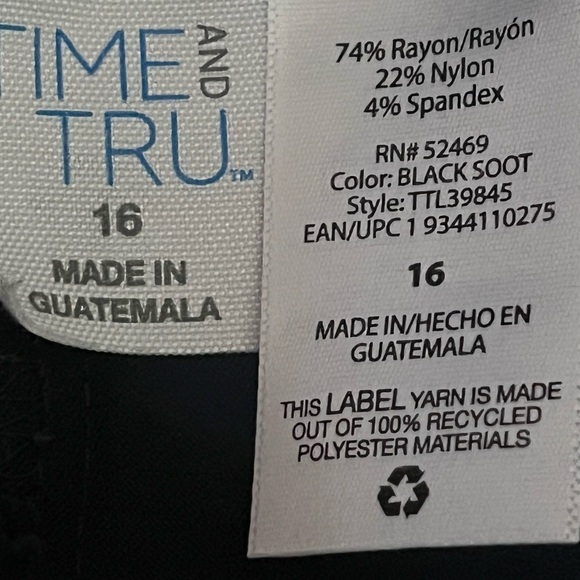 TIME AND
TRU™
16
MADE IN
GUATEMALA
74% Rayon/Rayón
22% Nylon
4% Spandex
RN# 52469
Color: BLACK SOOT
Style: TTL39845
EAN/UPC 1 9344110275
16
MADE IN/HECHO EN
GUATEMALA
THIS LABEL YARN IS MADE
OUT OF 100% RECYCLED
POLYESTER MATERIALS